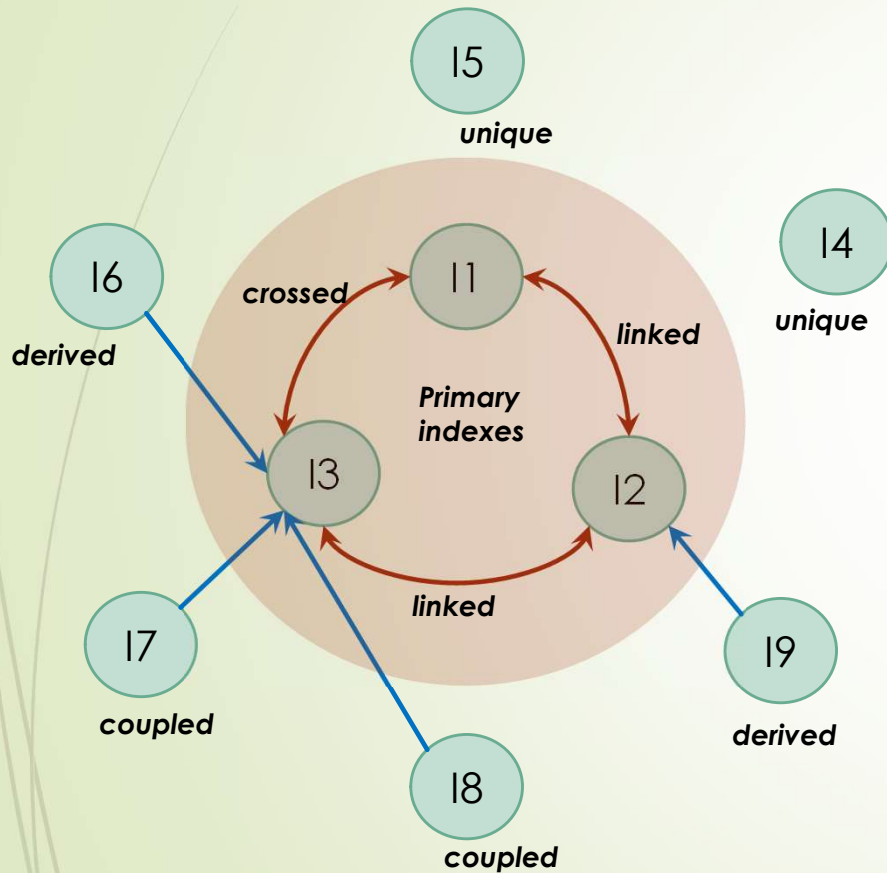 I5
unique
I4
unique
I6
derived
I1
crossed
linked
Primary
indexes
I3
I2
linked
I7
coupled
I9
derived
I8
coupled